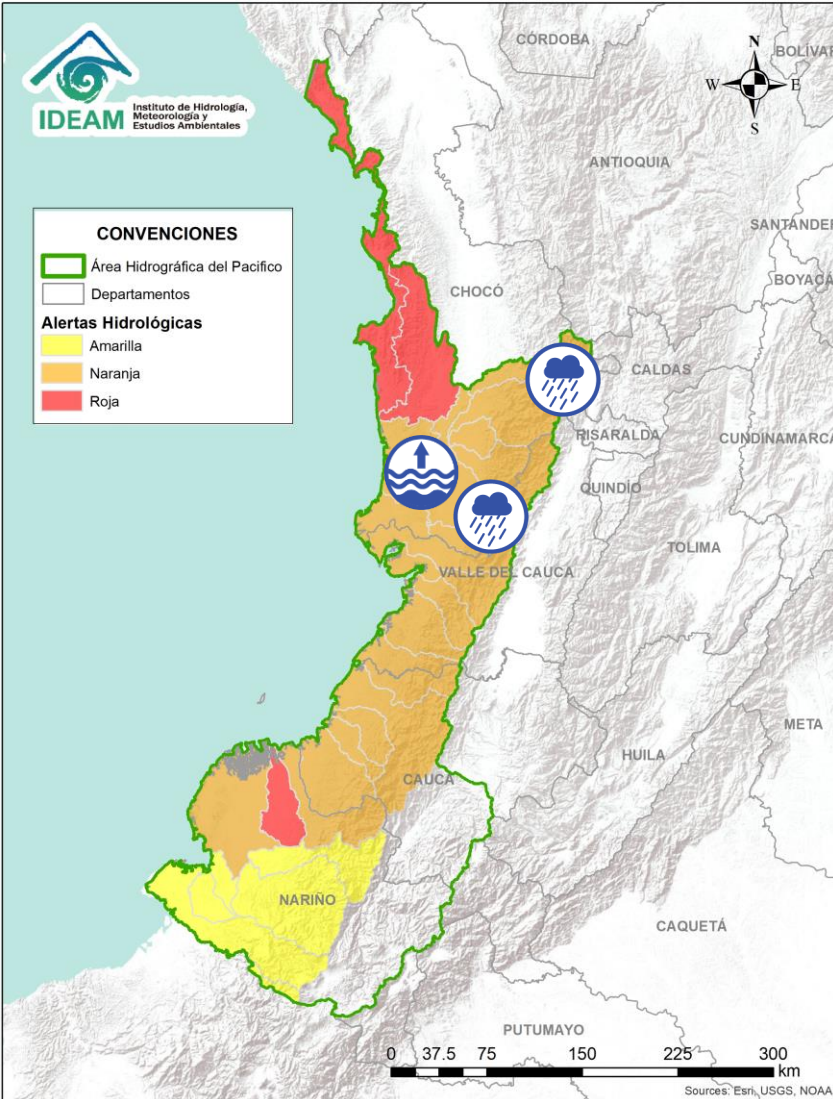 IDEAM
Instituto de Hidrología,
Meteorología y
Estudios Ambientales
N
W
E
S
CÓRDOBA
BOLÍVAR
ANTIOQUIA
SANTANDER
BOYACÁ
CHOCÓ
CONVENCIONES
Área Hidrográfica del Pacifico
Departamentos
Alertas Hidrológicas
Amarilla
Naranja
Roja
CALDAS
RISARALDA
CUNDINAMARCA
QUINDÍO
TOLIMA
VALLE DEL CAUCA
META
HUILA
CAUCA
NARIÑO
CAQUETÁ
PUTUMAYO
0 37.5 75 150 225 300
km
Sources: Esri, USGS, NOAA